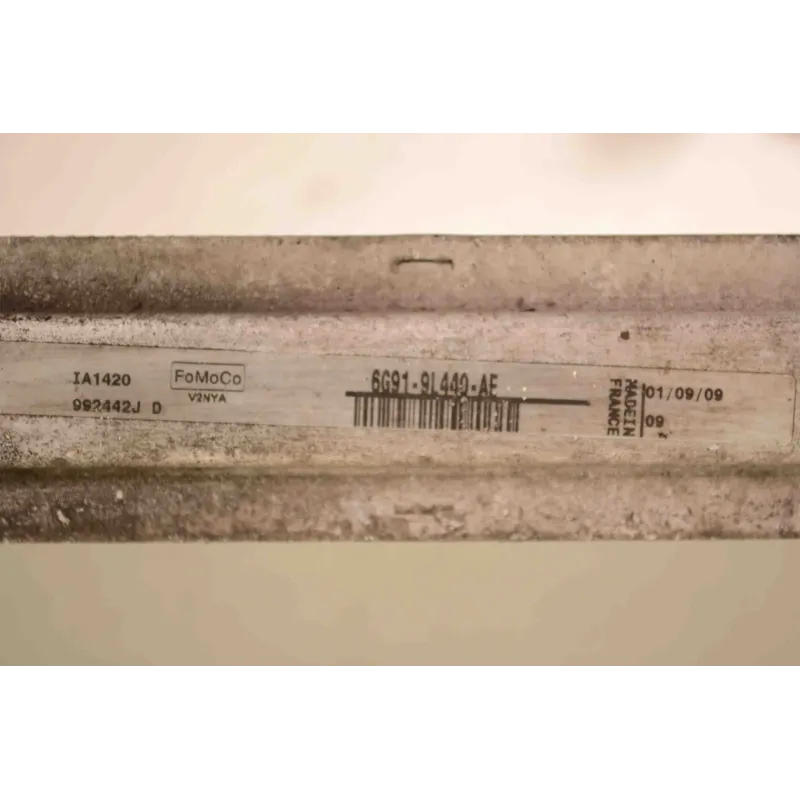 IA1420
992442J D
FoMoCo
V2NYA
6G91-9L440-AE
MADE IN
FRANCE
01/09/09
09